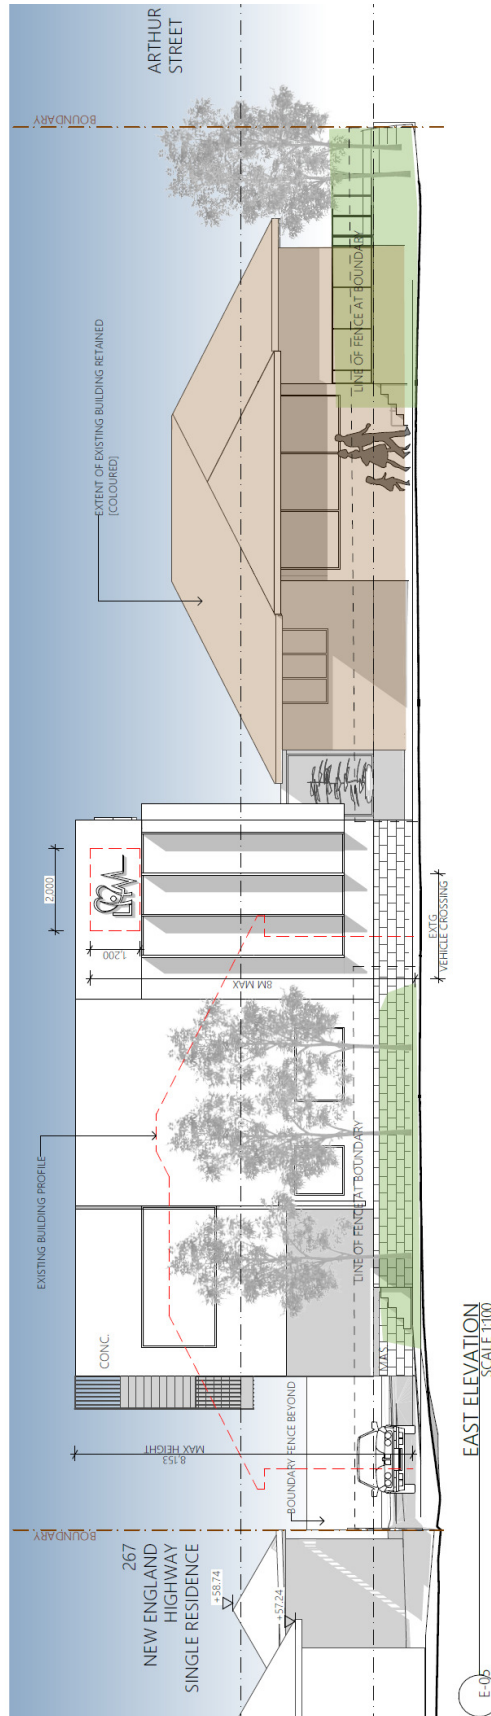 267
NEW ENGLAND
HIGHWAY
SINGLE RESIDENCE
+58.74
+57.24
BOUNDARY
8,153
MAX HEIGHT
BOUNDARY FENCE BEYOND
CONC.
MAS
EXISTING BUILDING PROFILE
LINE OF FENCE AT BOUNDARY
8M MAX
1,200
2,000
EXTG
VEHICLE CROSSING
EXTENT OF EXISTING BUILDING RETAINED
[COLOURED]
LINE OF FENCE AT BOUNDARY
BOUNDARY
ARTHUR
STREET
E-05
EAST ELEVATION
SCALE 1:100